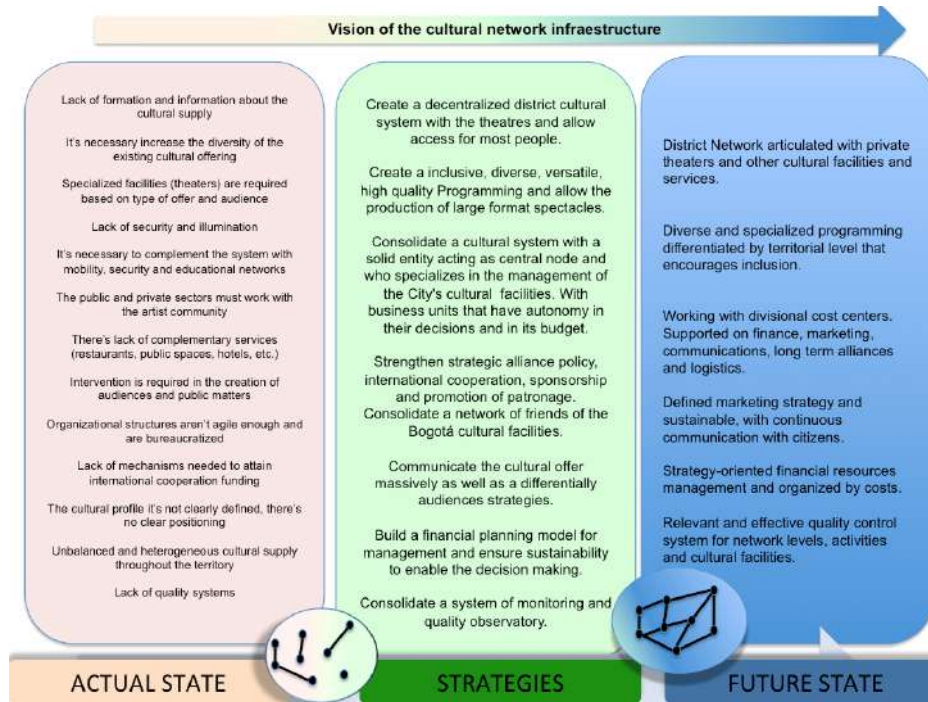 Vision of the cultural network infraestructure
Lack of formation and information about the
cultural supply
It's necessary increase the diversity of the
existing cultural offering
Specialized facilities (theaters) are required
based on type of offer and audience
Lack of security and illumination
It's necessary to complement the system with
mobility, security and educational networks
The public and private sectors must work with
the artist community
There's lack of complementary services
(restaurants, public spaces, hotels, etc.)
Intervention is required in the creation of
audiences and public matters
Organizational structures aren't agile enough and
are bureaucratized
Lack of mechanisms needed to attain
international cooperation funding
The cultural profile it's not clearly defined, there's
no clear positioning
Unbalanced and heterogeneous cultural supply
throughout the territory
Lack of quality systems
ACTUAL STATE
Create a decentralized district cultural
system with the theatres and allow
access for most people.
Create a inclusive, diverse, versatile,
high quality Programming and allow the
production of large format spectacles.
Consolidate a cultural system with a
solid entity acting as central node and
who specializes in the management of
the City's cultural facilities. With
business units that have autonomy in
their decisions and in its budget.
Strengthen strategic alliance policy,
international cooperation, sponsorship
and promotion of patronage.
Consolidate a network of friends of the
Bogotá cultural facilities.
Communicate the cultural offer
massively as well as a differentially
audiences strategies.
Build a financial planning model for
management and ensure sustainability
to enable the decision making.
Consolidate a system of monitoring and
quality observatory.
STRATEGIES
District Network articulated with private
theaters and other cultural facilities and
services.
Diverse and specialized programming
differentiated by territorial level that
encourages inclusion.
Working with divisional cost centers.
Supported on finance, marketing,
communications, long term alliances
and logistics.
Defined marketing strategy and
sustainable, with continuous
communication with citizens.
Strategy-oriented financial resources
management and organized by costs.
Relevant and effective quality control
system for network levels, activities
and cultural facilities.
FUTURE STATE